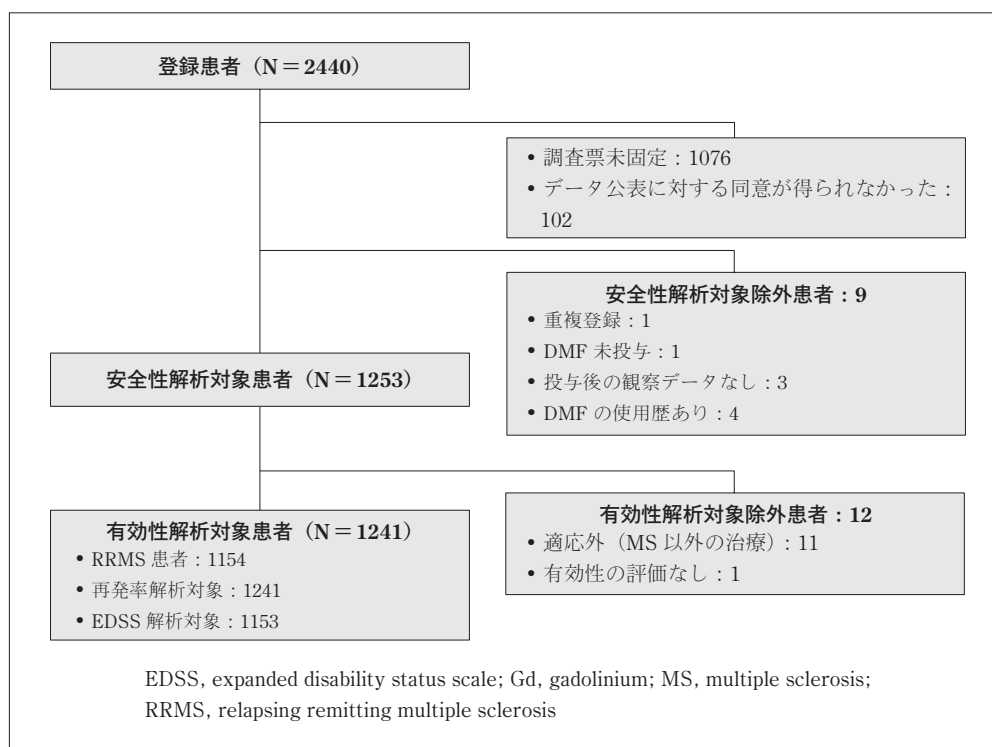 登録患者（N＝2440）
• 調査票未固定：1076
• データ公表に対する同意が得られなかった：
102
安全性解析対象除外患者：9
• 重複登録：1
• DMF 未投与：1
• 投与後の観察データなし：3
• DMF の使用歴あり：4
安全性解析対象患者（N＝1253）
有効性解析対象除外患者：12
• 適応外（MS 以外の治療）：11
• 有効性の評価なし：1
有効性解析対象患者（N＝1241）
• RRMS 患者：1154
• 再発率解析対象：1241
• EDSS 解析対象：1153
EDSS, expanded disability status scale; Gd, gadolinium; MS, multiple sclerosis;
RRMS, relapsing remitting multiple sclerosis